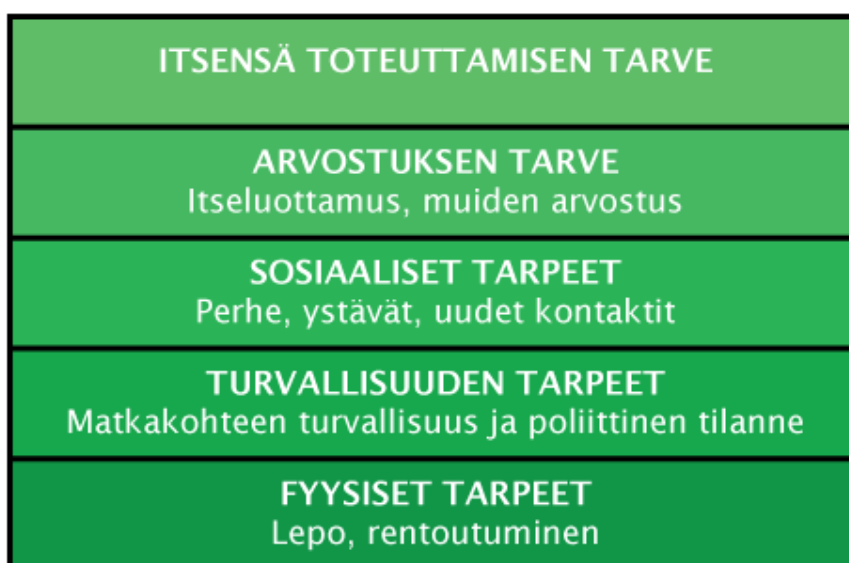 ITSENSÄ TOTEUTTAMISEN TARVE
ARVOSTUKSEN TARVE
Itseluottamus, muiden arvostus
SOSIAALISET TARPEET
Perhe, ystävät, uudet kontaktit
TURVALLISUUDEN TARPEET
Matkakohteen turvallisuus ja poliittinen tilanne
FYYSISET TARPEET
Lepo, rentoutuminen